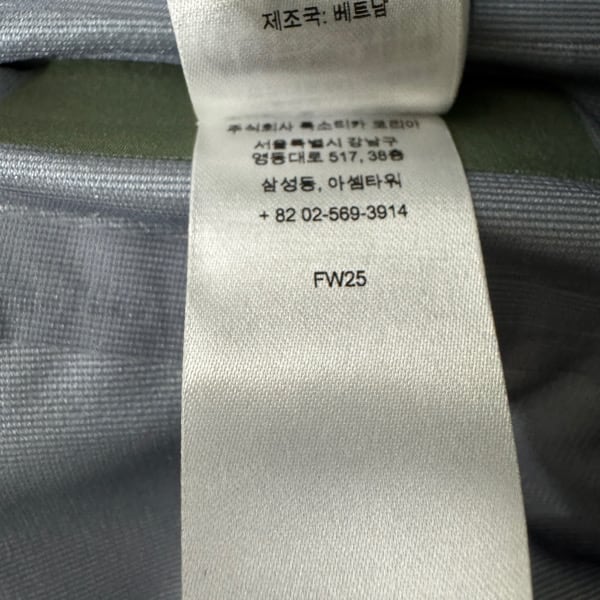 제조국: 베트남
주식회사 룩소티카 코리아
서울특별시 강남구
영동대로 517, 38층
삼성동, 아셈타워
+ 82 02-569-3914
FW25